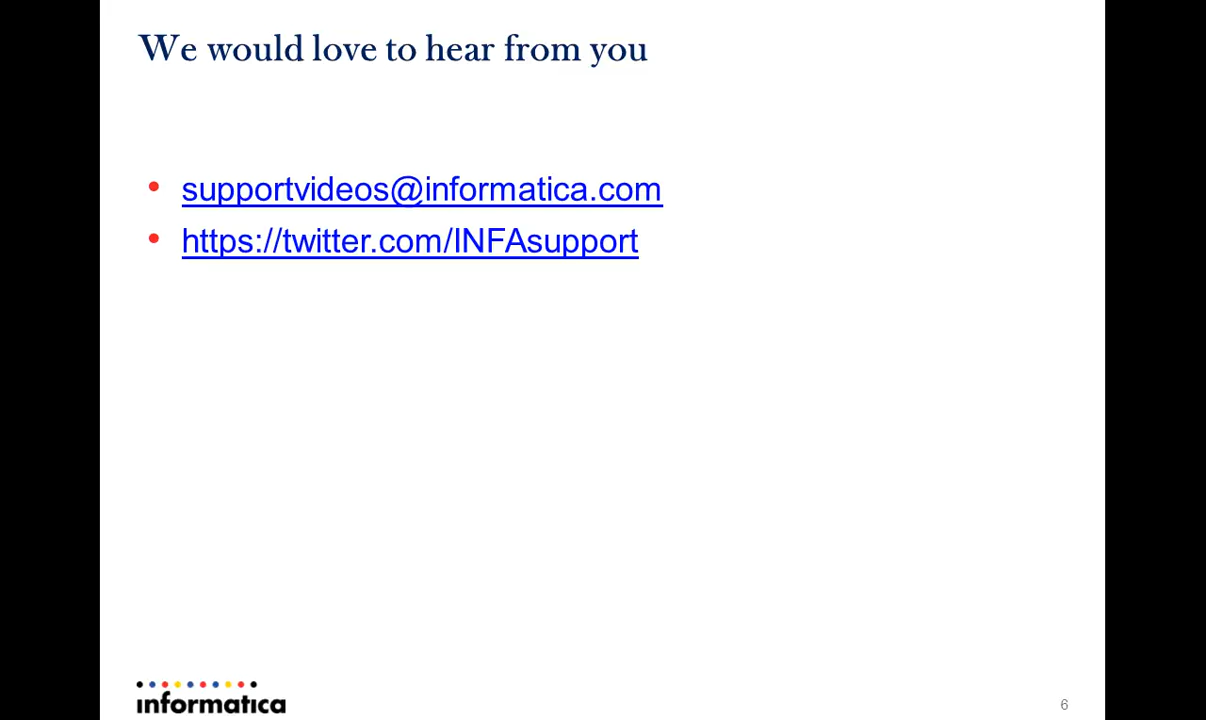 We would love to hear from you
• supportvideos@informatica.com
• https://twitter.com/INFAsupport
informatica
6